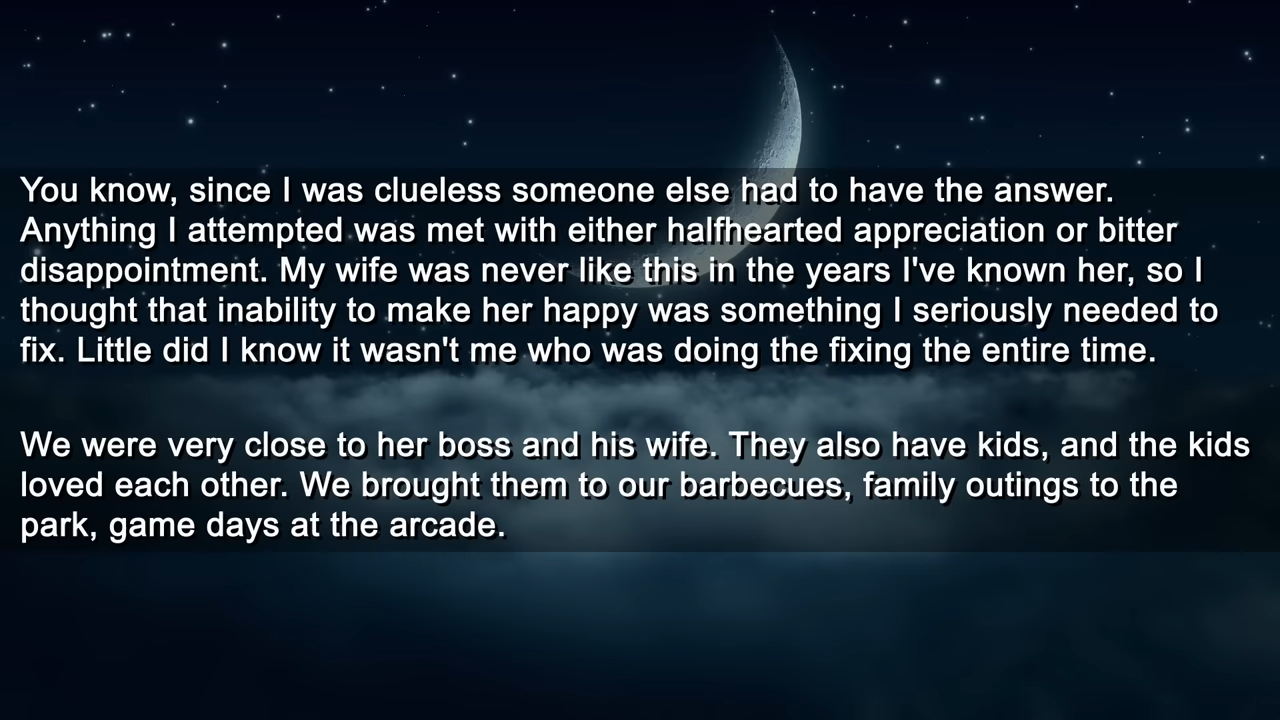 You know, since I was clueless someone else had to have the answer.
Anything I attempted was met with either halfhearted appreciation or bitter
disappointment. My wife was never like this in the years I've known her, so I
thought that inability to make her happy was something I seriously needed to
fix. Little did I know it wasn't me who was doing the fixing the entire time.
We were very close to her boss and his wife. They also have kids, and the kids
loved each other. We brought them to our barbecues, family outings to the
park, game days at the arcade.